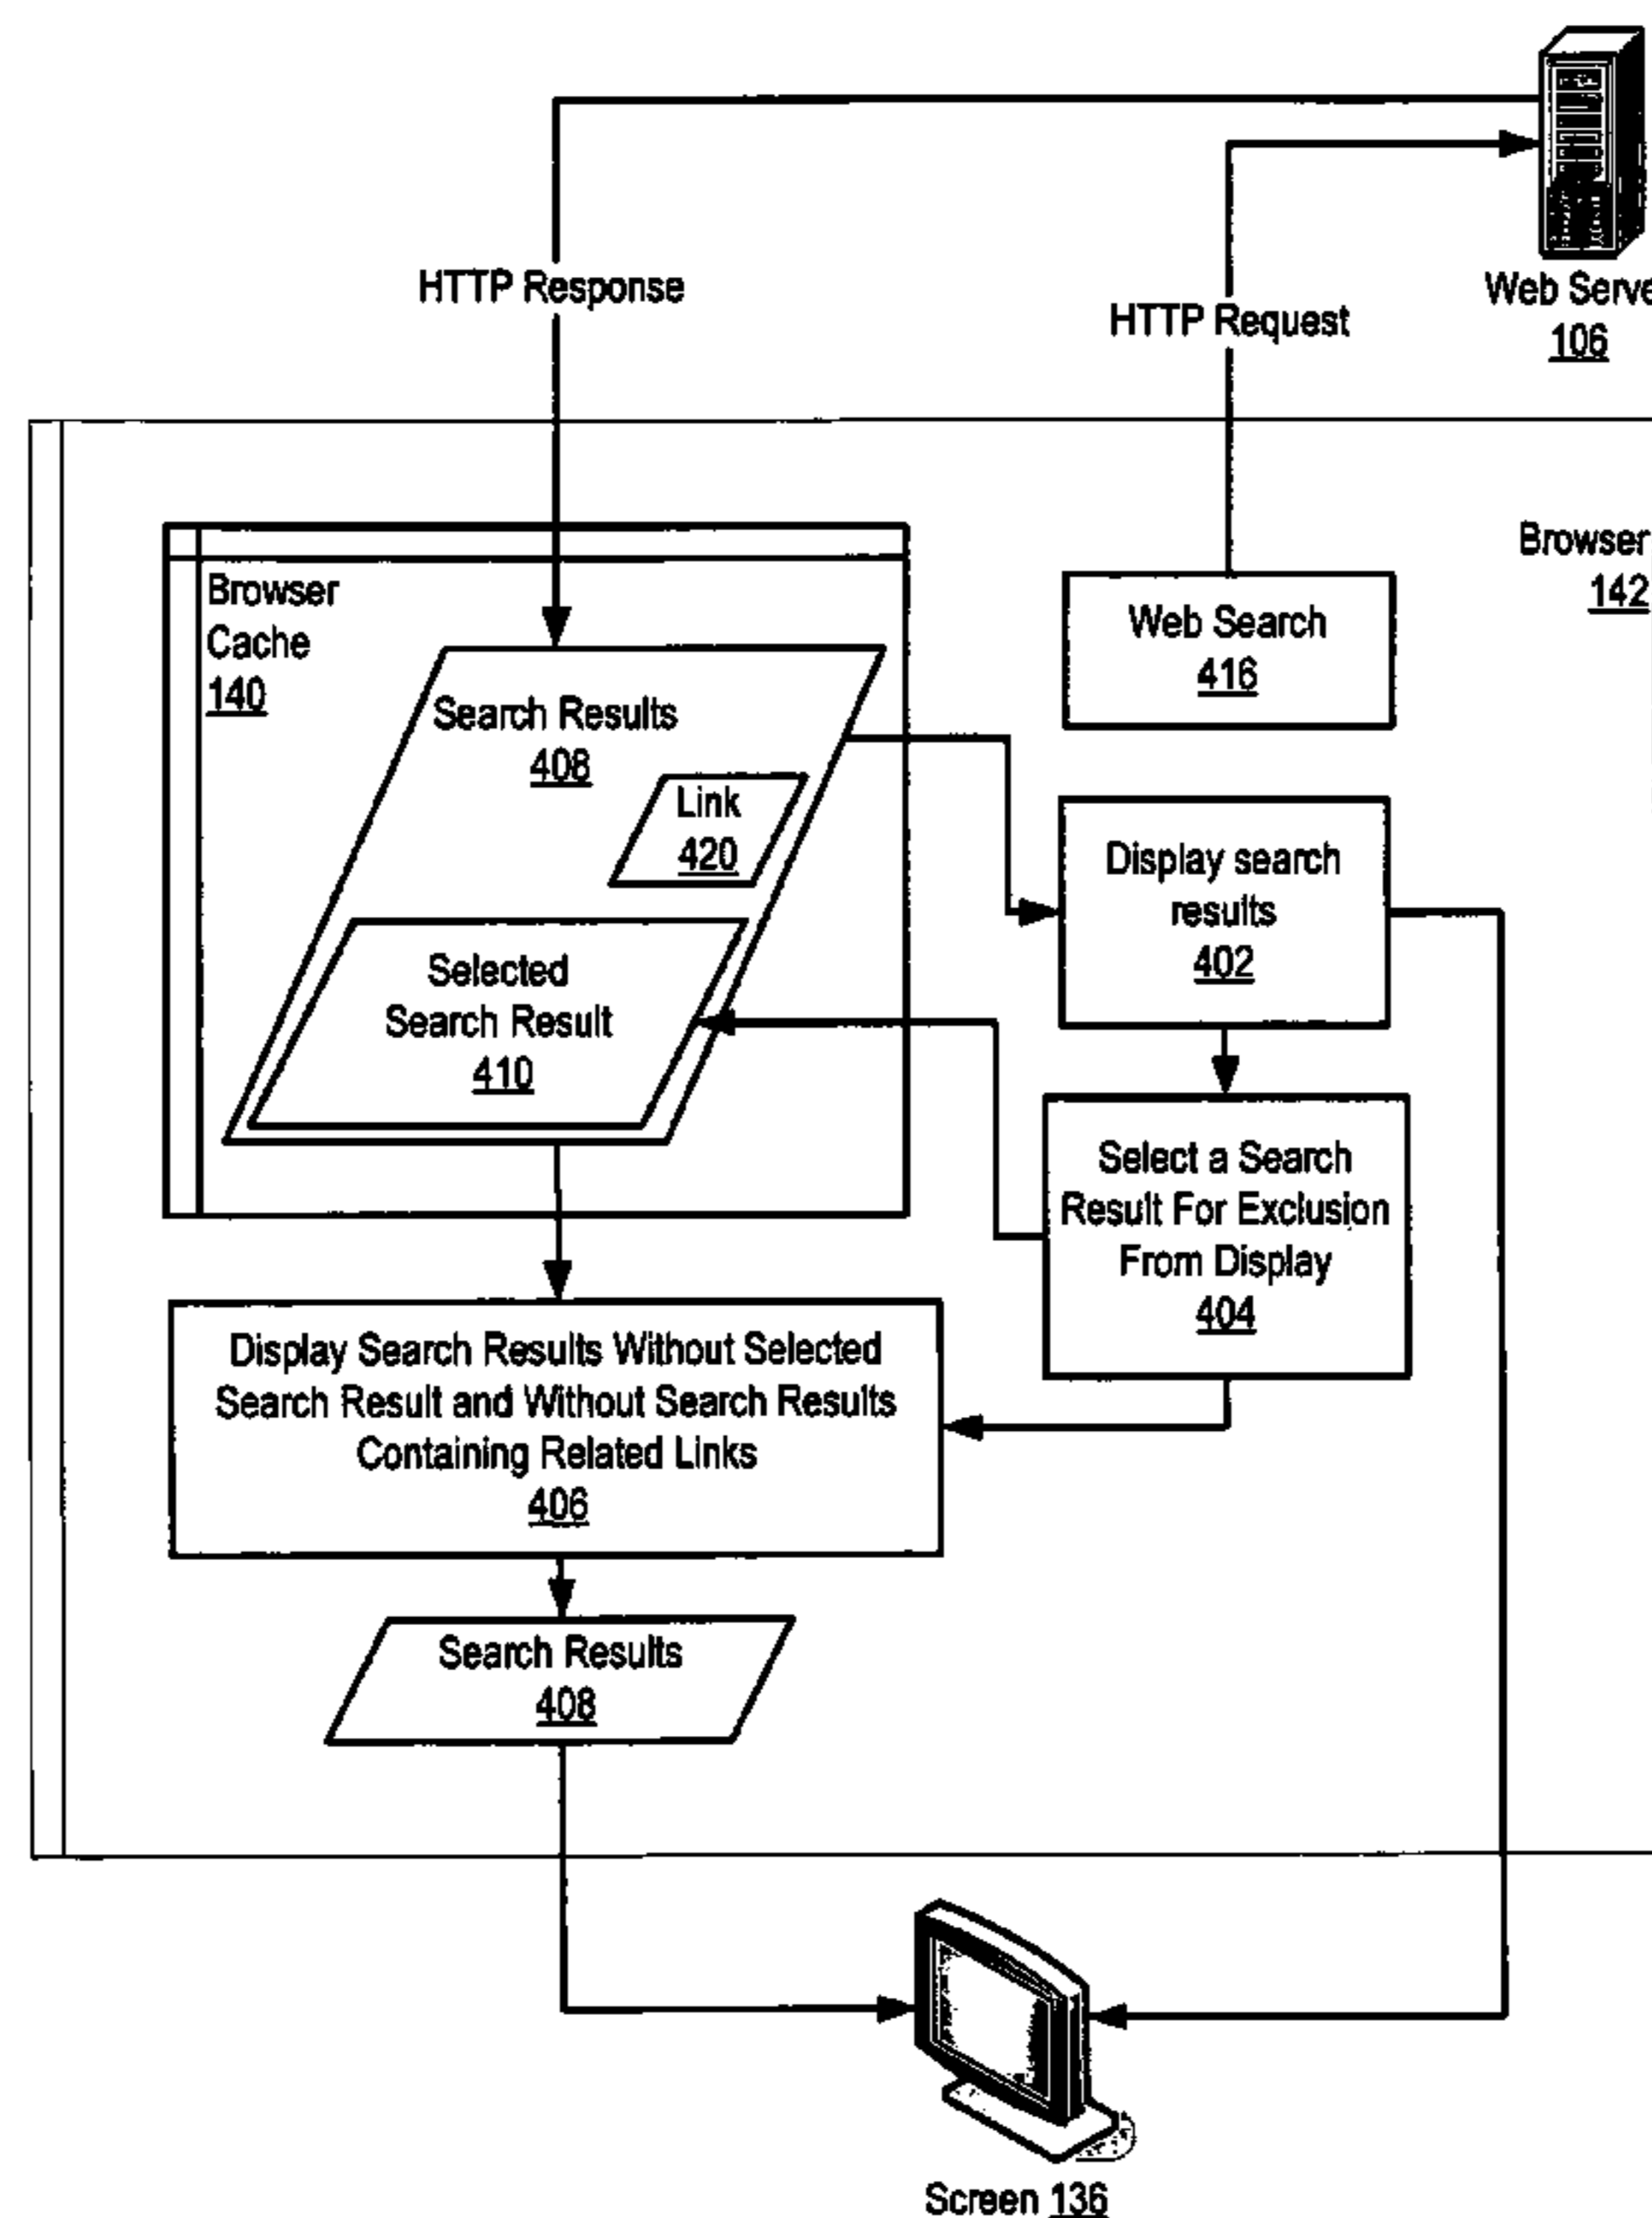 HTTP Response
HTTP Request
Web Serve
106
Browser
142
Browser
Cache
140
Web Search
416
Search Results
408
Link
420
Display search
results
402
Selected
Search Result
410
Select a Search
Result For Exclusion
From Display
404
Display Search Results Without Selected
Search Result and Without Search Results
Containing Related Links
406
Search Results
408
Screen 136